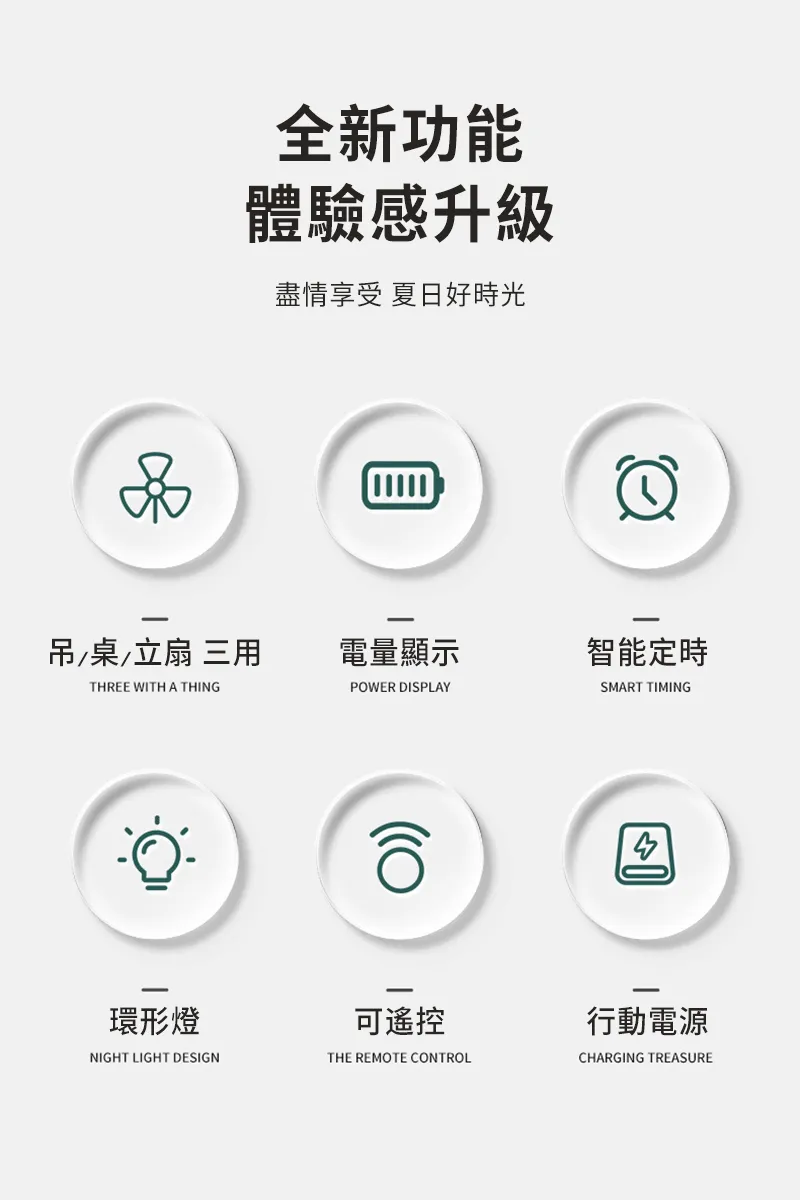 全新功能
體驗感升級
盡情享受 夏日好時光
吊/桌/立扇 三用
THREE WITH A THING
電量顯示
POWER DISPLAY
智能定時
SMART TIMING
環形燈
NIGHT LIGHT DESIGN
可遙控
THE REMOTE CONTROL
行動電源
CHARGING TREASURE